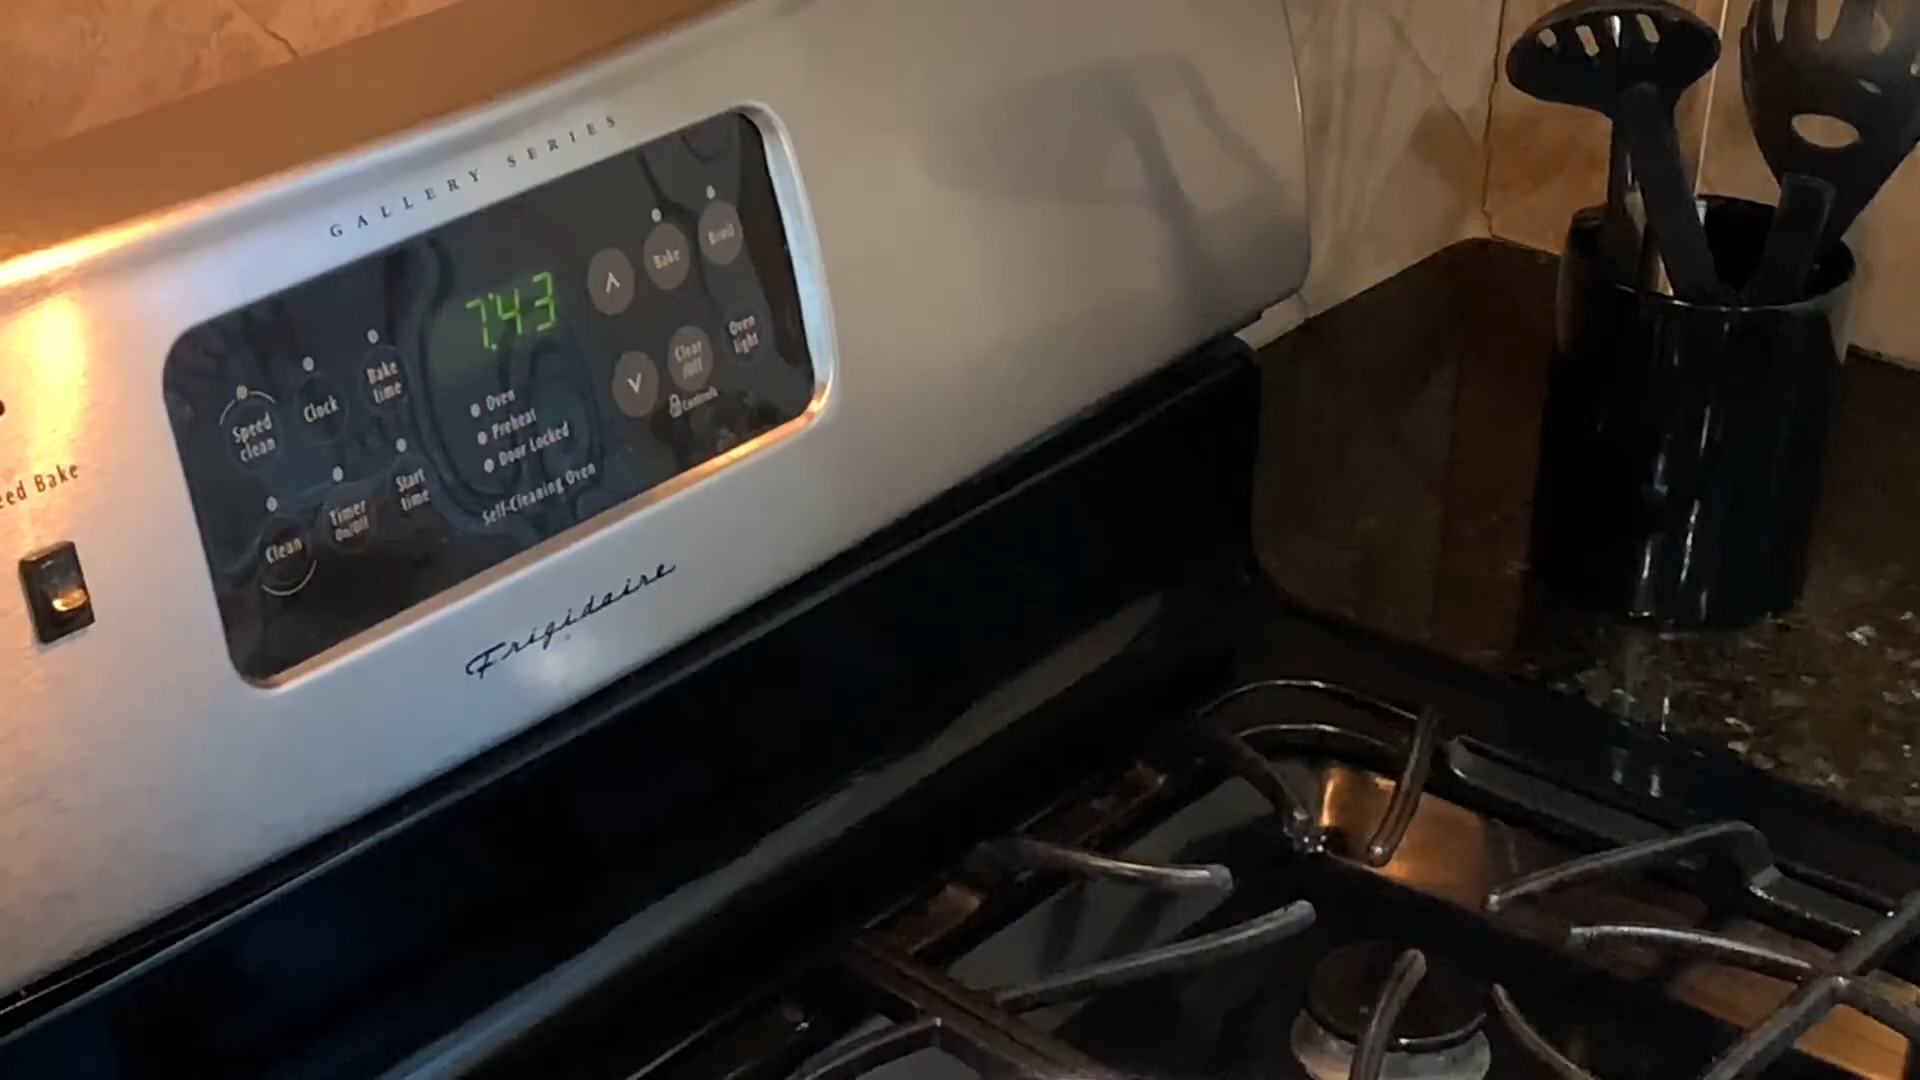 GALLERY SERIES
7:43
Bake
Broil
Speed
clean
Clock
Bake
time
Clear
/Off
Oven
light
Controls
Oven
Preheat
Door Locked
Self-Cleaning Oven
Clean
Timer
On/Off
Start
time
eed Bake
Frigidaire